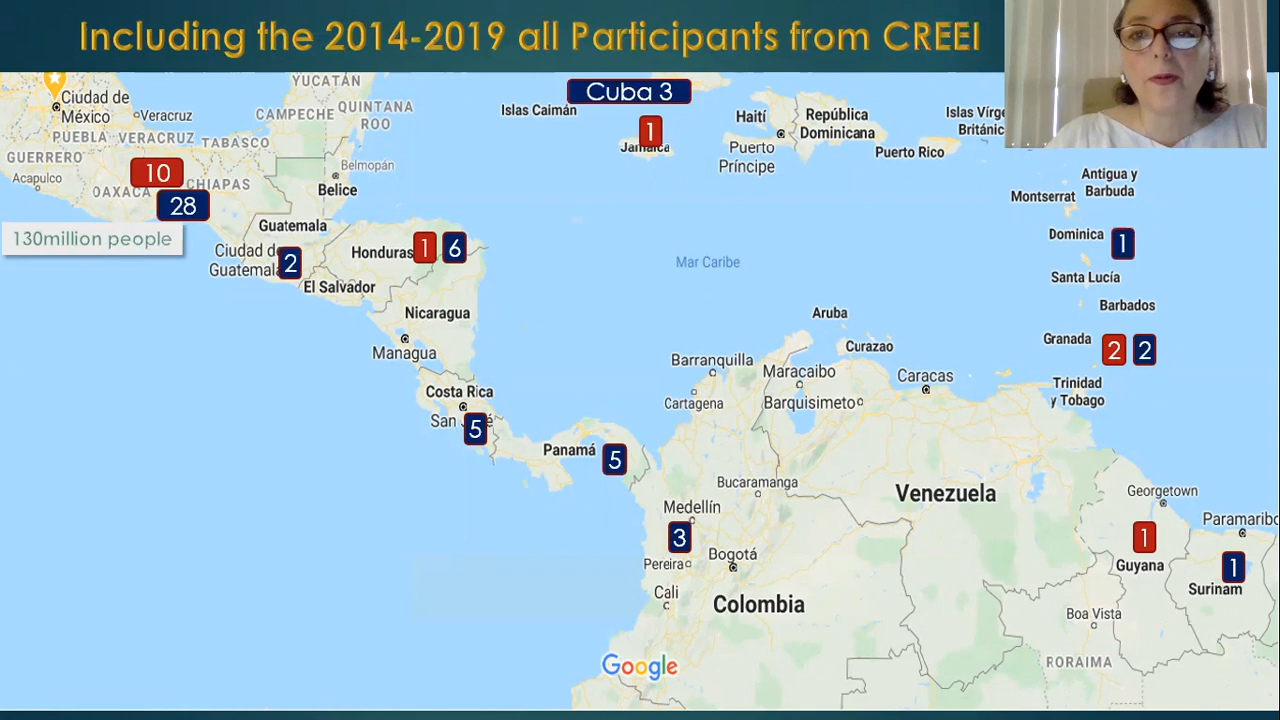 Including the 2014-2019 all Participants from CREEI
YUCATÁN
Ciudad de
México
Veracruz
CAMPECHE
QUINTANA
ROO
PUEBLA
VERACRUZ
TABASCO
GUERRERO
Acapulco
10
OAXACA
CHIAPAS
28
130million people
Belmopán
Belice
Guatemala
Ciudad de
Guatemala
2
Honduras
1
6
El Salvador
Nicaragua
Managua
Costa Rica
San José
5
Panamá
5
Cuba 3
Islas Caimán
1
Jamaica
Haití
Puerto
Príncipe
República
Dominicana
Puerto Rico
Islas Virge
Británic
Antigua y
Barbuda
Montserrat
Dominica
1
Santa Lucía
Barbados
Granada
2
2
Trinidad
y Tobago
Mar Caribe
Aruba
Curazao
Barranquilla
Maracaibo
Caracas
Cartagena
Barquisimeto
Bucaramanga
Venezuela
Medellín
3
Pereira
Bogotá
Cali
Colombia
Georgetown
Paramaribo
1
Guyana
1
Surinam
Boa Vista
RORAIMA
Google